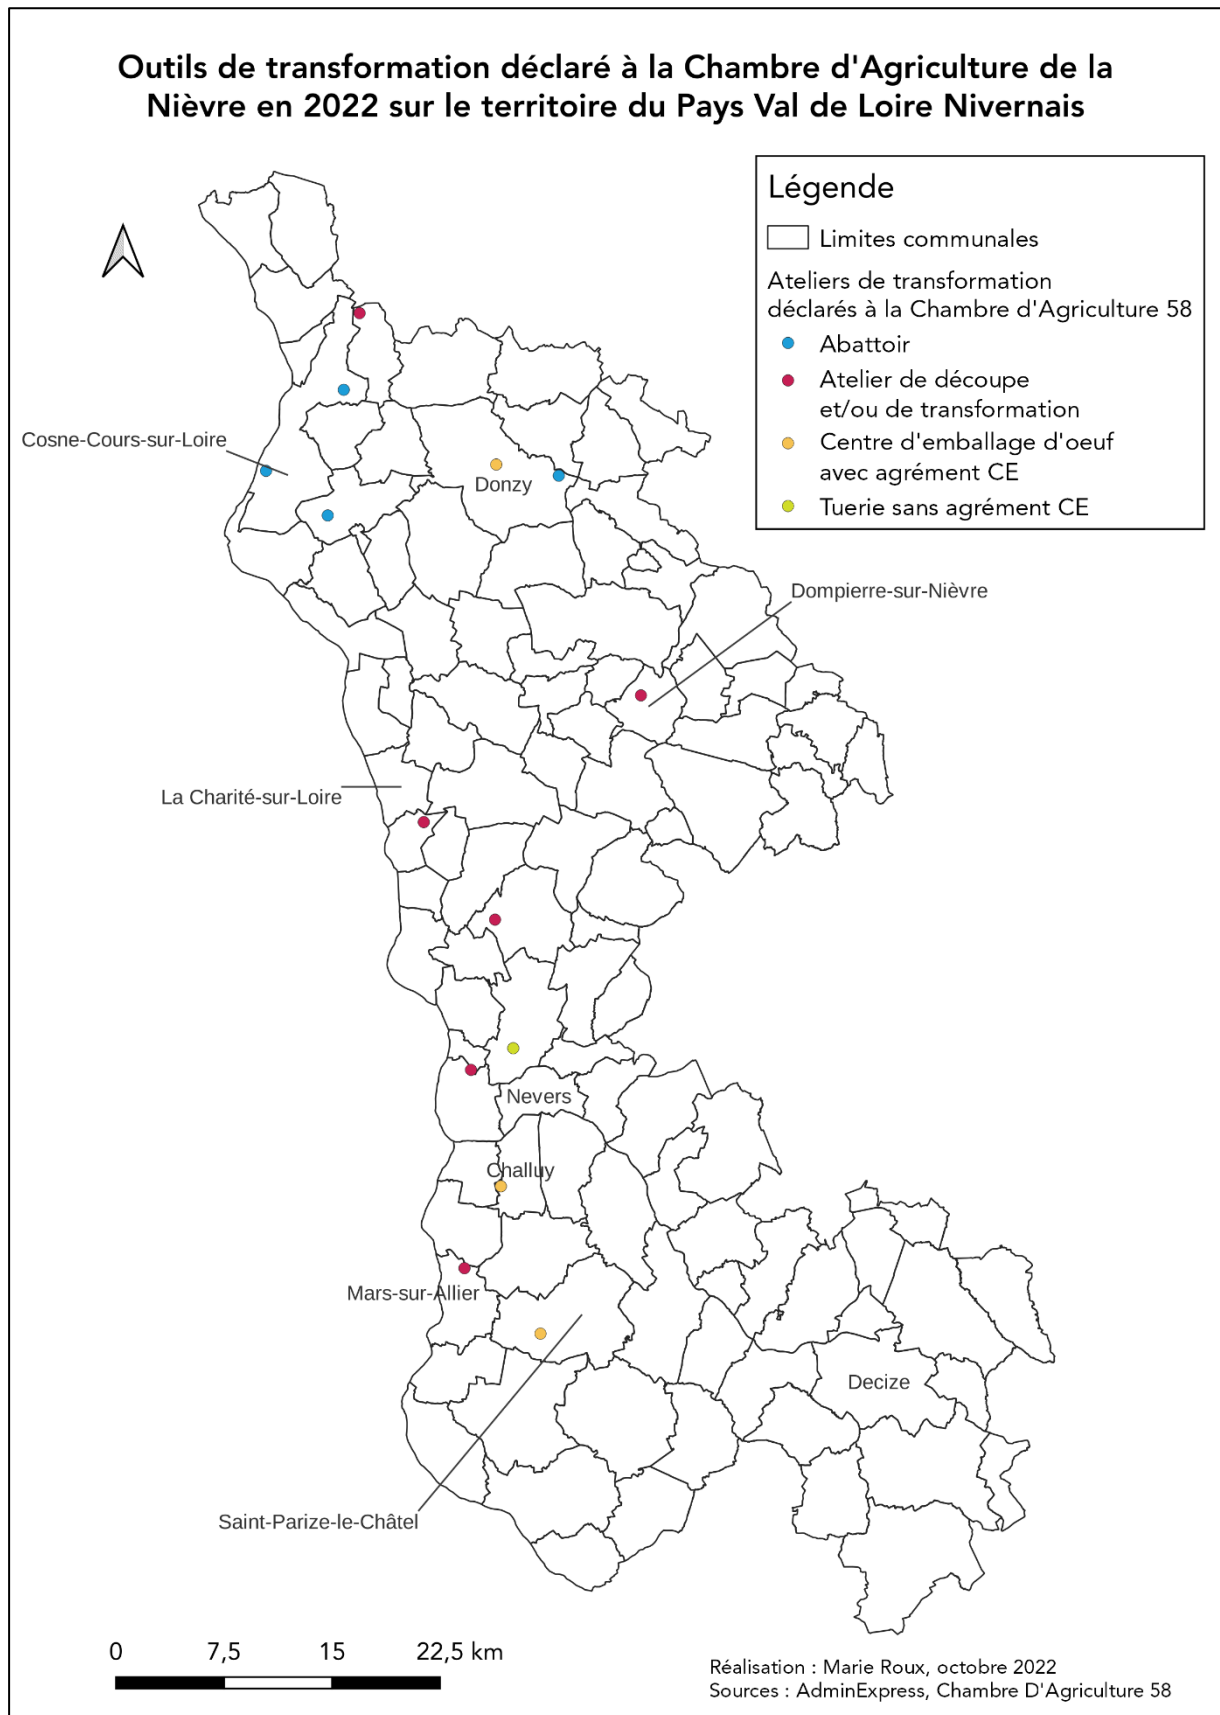 Outils de transformation déclaré à la Chambre d'Agriculture de la
Nièvre en 2022 sur le territoire du Pays Val de Loire Nivernais
Légende
Limites communales
Ateliers de transformation
déclarés à la Chambre d'Agriculture 58
Abattoir
Atelier de découpe
et/ou de transformation
Centre d'emballage d'oeuf
avec agrément CE
Tuerie sans agrément CE
Cosne-Cours-sur-Loire
Donzy
Dompierre-sur-Nièvre
La Charité-sur-Loire
Nevers
Challuy
Mars-sur-Allier
Decize
Saint-Parize-le-Châtel
0 7,5 15 22,5 km
Réalisation : Marie Roux, octobre 2022
Sources : AdminExpress, Chambre D'Agriculture 58